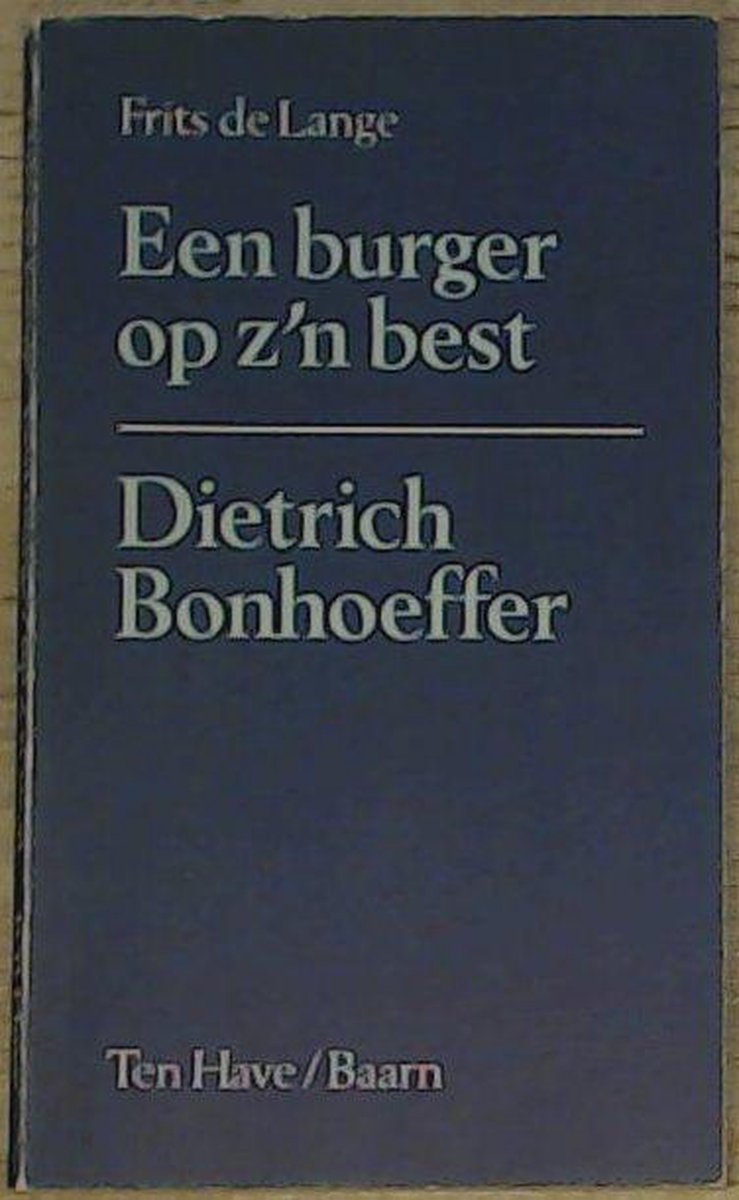 Frits de Lange
Een burger
op z'n best
Dietrich
Bonhoeffer
Ten Have/Baarn